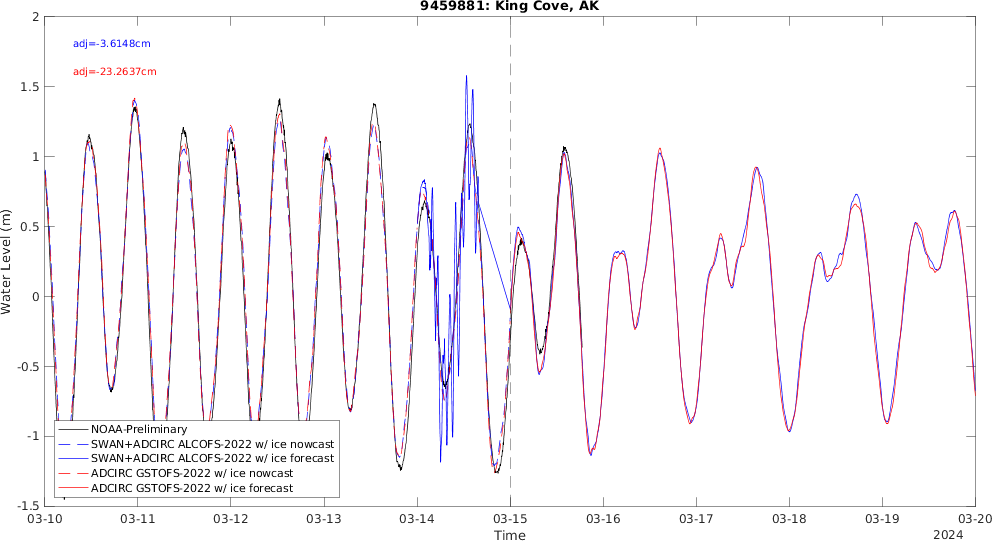 9459881: King Cove, AK
adj=-3.6148cm
adj=-23.2637cm
Water Level (m)
2
1.5
1
0.5
0
-0.5
-1
-1.5
NOAA-Preliminary
SWAN+ADCIRC ALCOFS-2022 w/ ice nowcast
SWAN+ADCIRC ALCOFS-2022 w/ ice forecast
ADCIRC GSTOFS-2022 w/ ice nowcast
ADCIRC GSTOFS-2022 w/ ice forecast
03-10 03-11 03-12 03-13 03-14 03-15 03-16 03-17 03-18 03-19 03-20
Time
2024